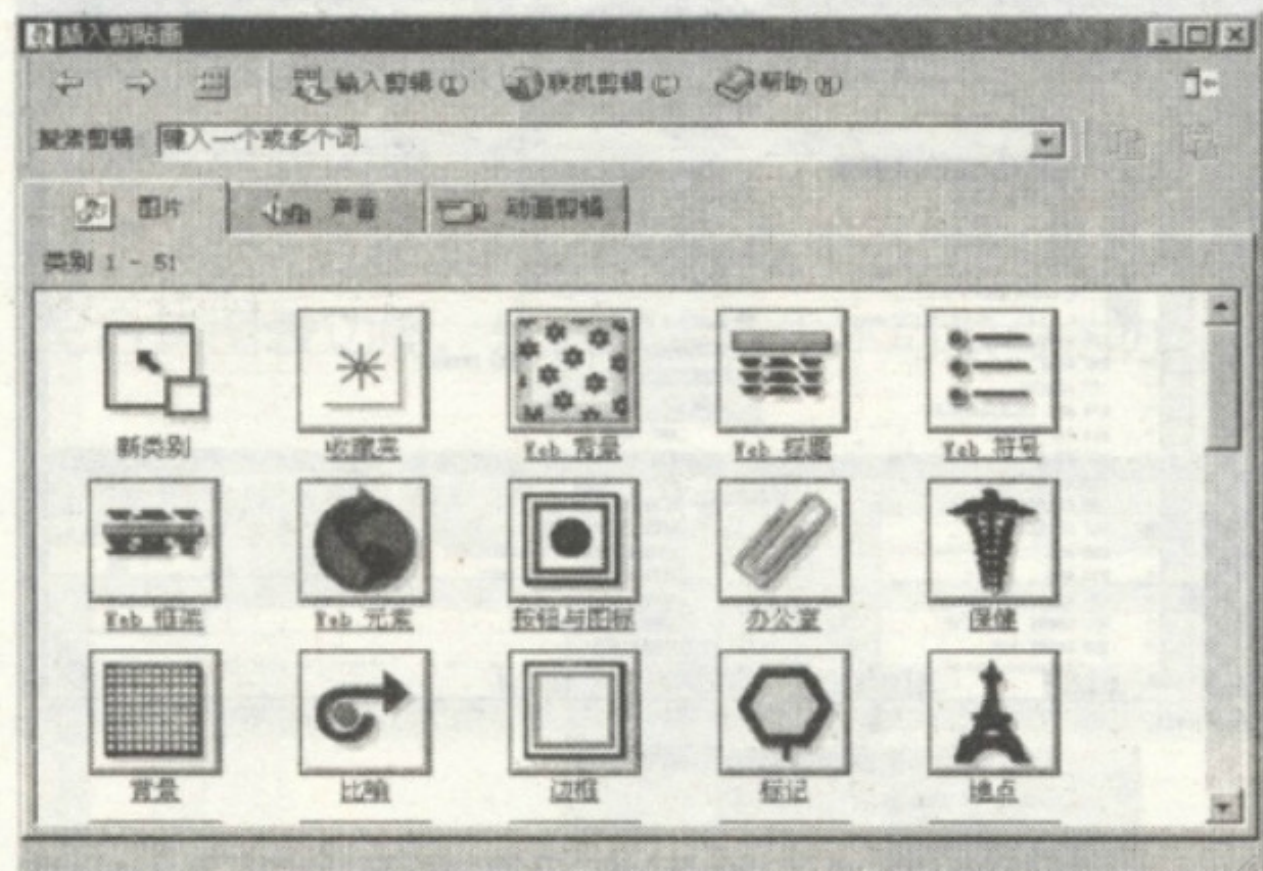 插入剪贴画
输入剪辑(I) 联机剪辑(C) 帮助(H)
搜索剪辑 键入一个或多个词
图片 声音 动画剪辑
类别 1 - 51
新类别 收藏夹 Web 背景 Web 标题 Web 符号
Web 框架 Web 元素 按钮与图标 办公室 保健
背景 比喻 边框 标记 地点